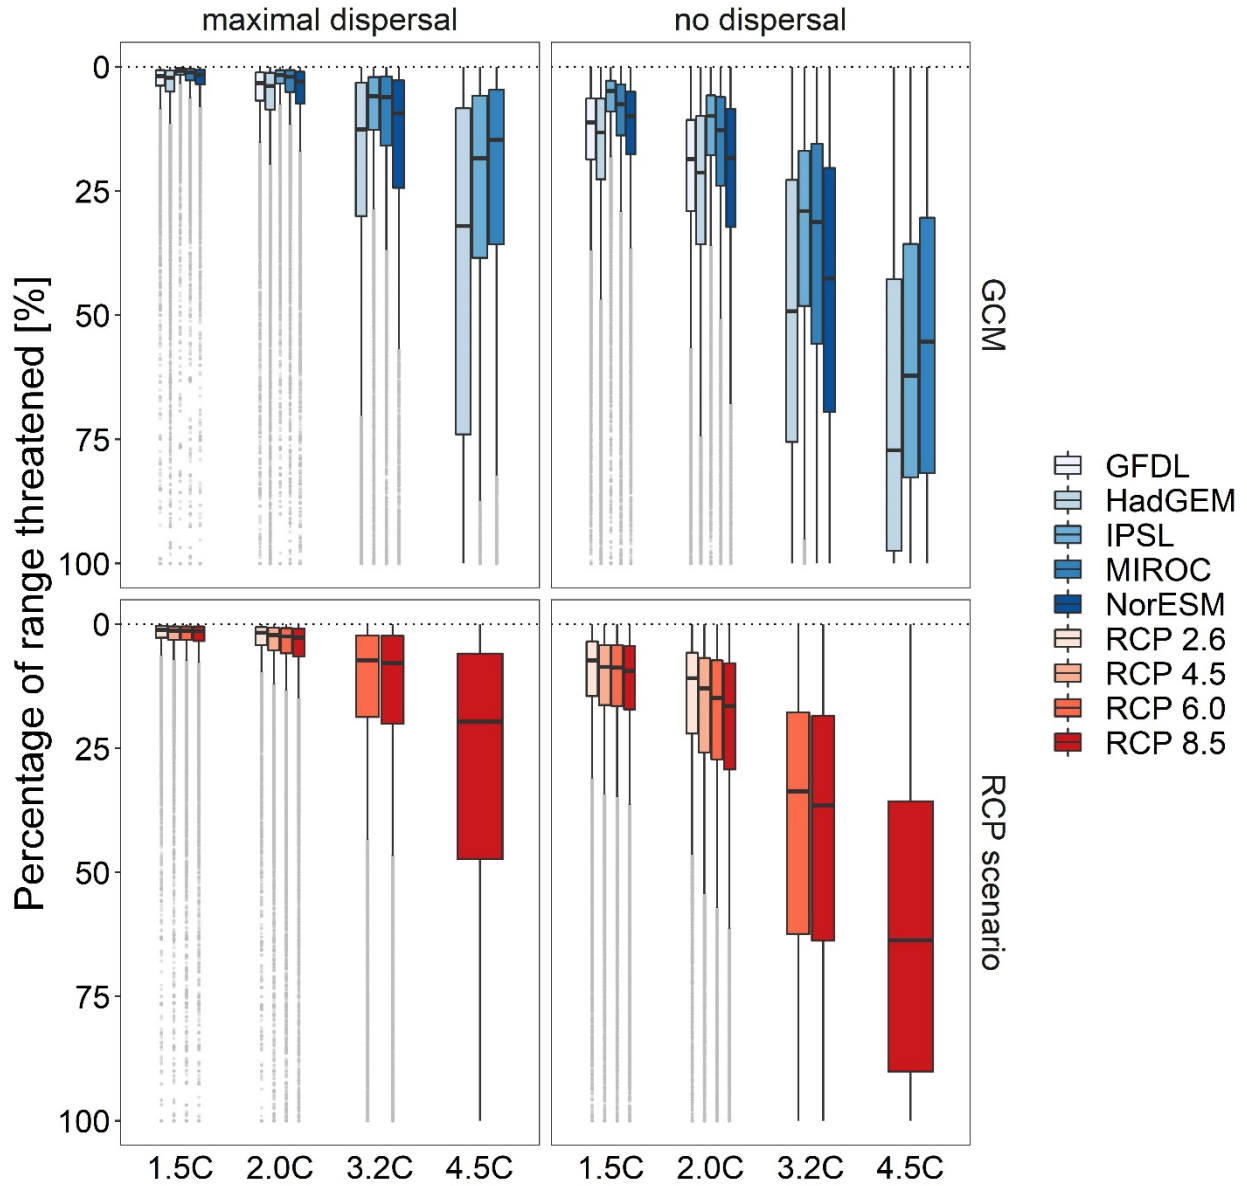 maximal dispersal
no dispersal
Percentage of range threatened [%]
0
25
50
75
100
GCM
0
25
50
75
100
RCP scenario
1.5C 2.0C 3.2C 4.5C
1.5C 2.0C 3.2C 4.5C
GFDL
HadGEM
IPSL
MIROC
NorESM
RCP 2.6
RCP 4.5
RCP 6.0
RCP 8.5